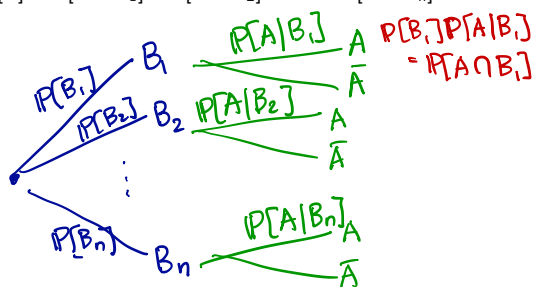 P[A|B₁] A P[B₁]P[A|B₁]
= P[A∩B₁]
P[B₁] B₁ A̅
P[B₂] B₂ P[A|B₂] A
A̅
⋮
P[A|Bₙ] A
P[Bₙ] Bₙ
A̅